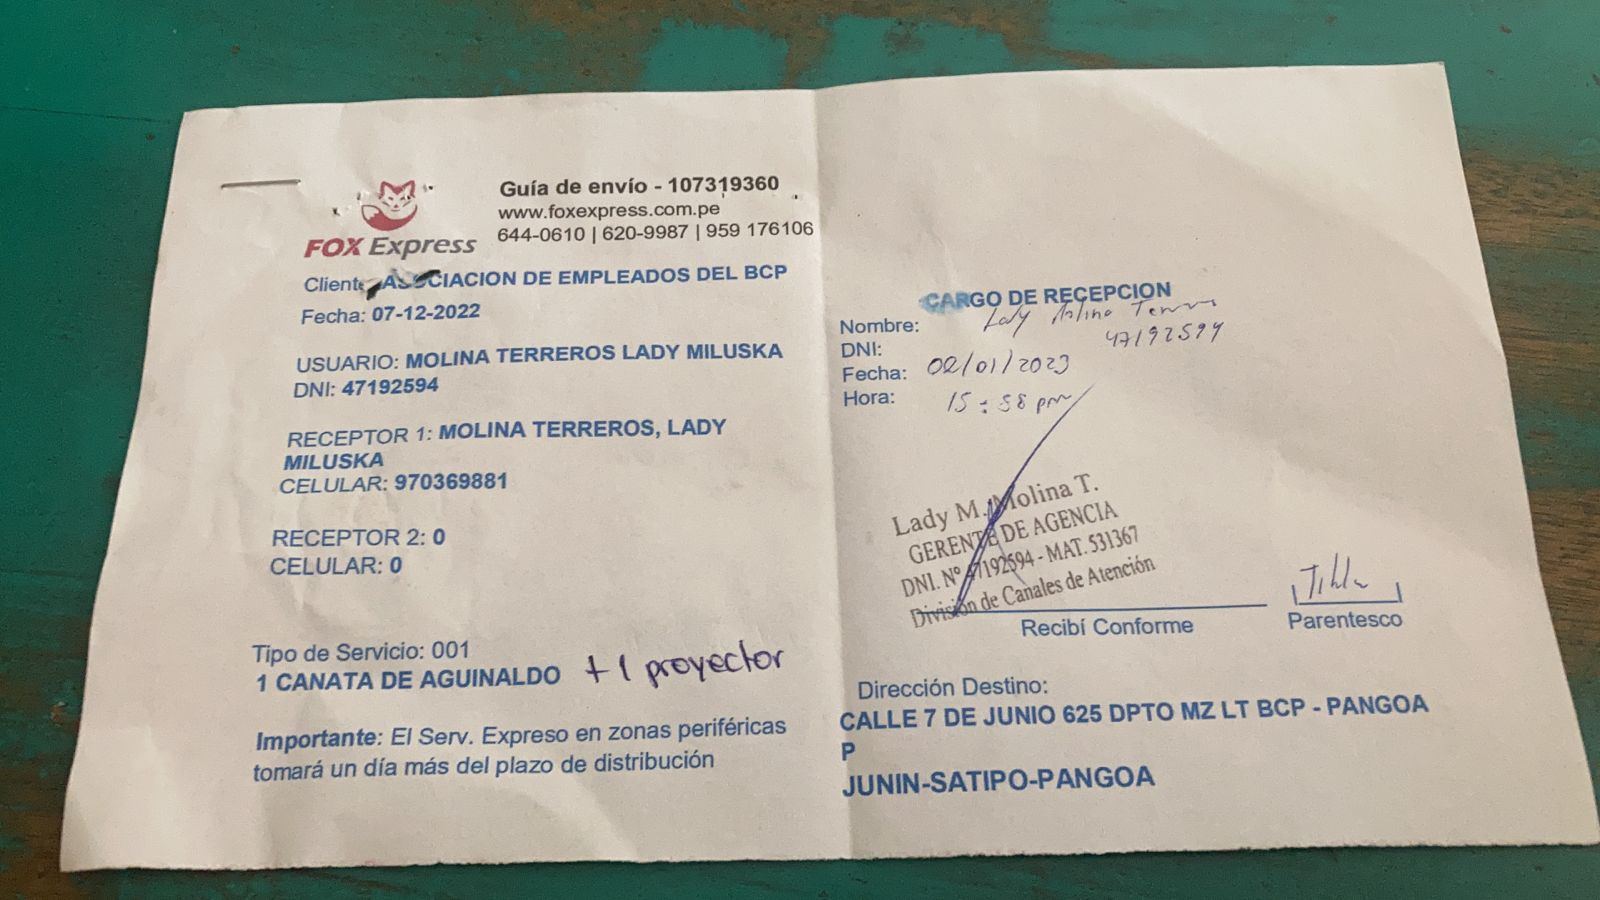 FOX Express
Guía de envío - 107319360
www.foxexpress.com.pe
644-0610 | 620-9987 | 959 176106
Cliente ASOCIACION DE EMPLEADOS DEL BCP
Fecha: 07-12-2022
USUARIO: MOLINA TERREROS LADY MILUSKA
DNI: 47192594
RECEPTOR 1: MOLINA TERREROS, LADY
MILUSKA
CELULAR: 970369881
RECEPTOR 2: 0
CELULAR: 0
Tipo de Servicio: 001
1 CANATA DE AGUINALDO + 1 proyector
Importante: El Serv. Expreso en zonas periféricas
tomará un día más del plazo de distribución
CARGO DE RECEPCION
Nombre: Lady Molina
DNI: 47192594
Fecha: 02/01/2023
Hora: 15:58 pm
Lady M. Molina T.
GERENTE DE AGENCIA
DNI. Nº 47192594 - MAT. 531367
División de Canales de Atención
Recibí Conforme
Parentesco
Dirección Destino:
CALLE 7 DE JUNIO 625 DPTO MZ LT BCP - PANGOA
P
JUNIN-SATIPO-PANGOA